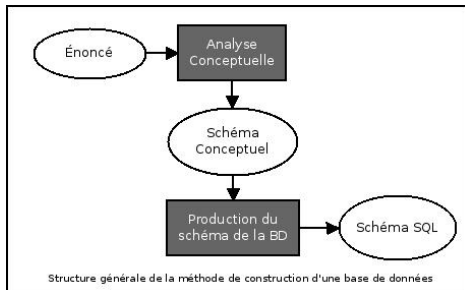 Énoncé
Analyse
Conceptuelle
Schéma
Conceptuel
Production du
schéma de la BD
Schéma SQL
Structure générale de la méthode de construction d'une base de données